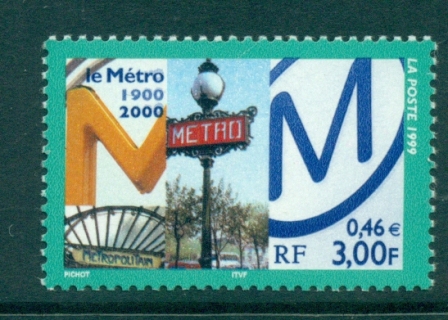 le Métro
1900
2000
M
METRO
M
METROPOLITAIN
LA POSTE 1999
0,46 €
RF 3,00F
PICHOT
ITVF